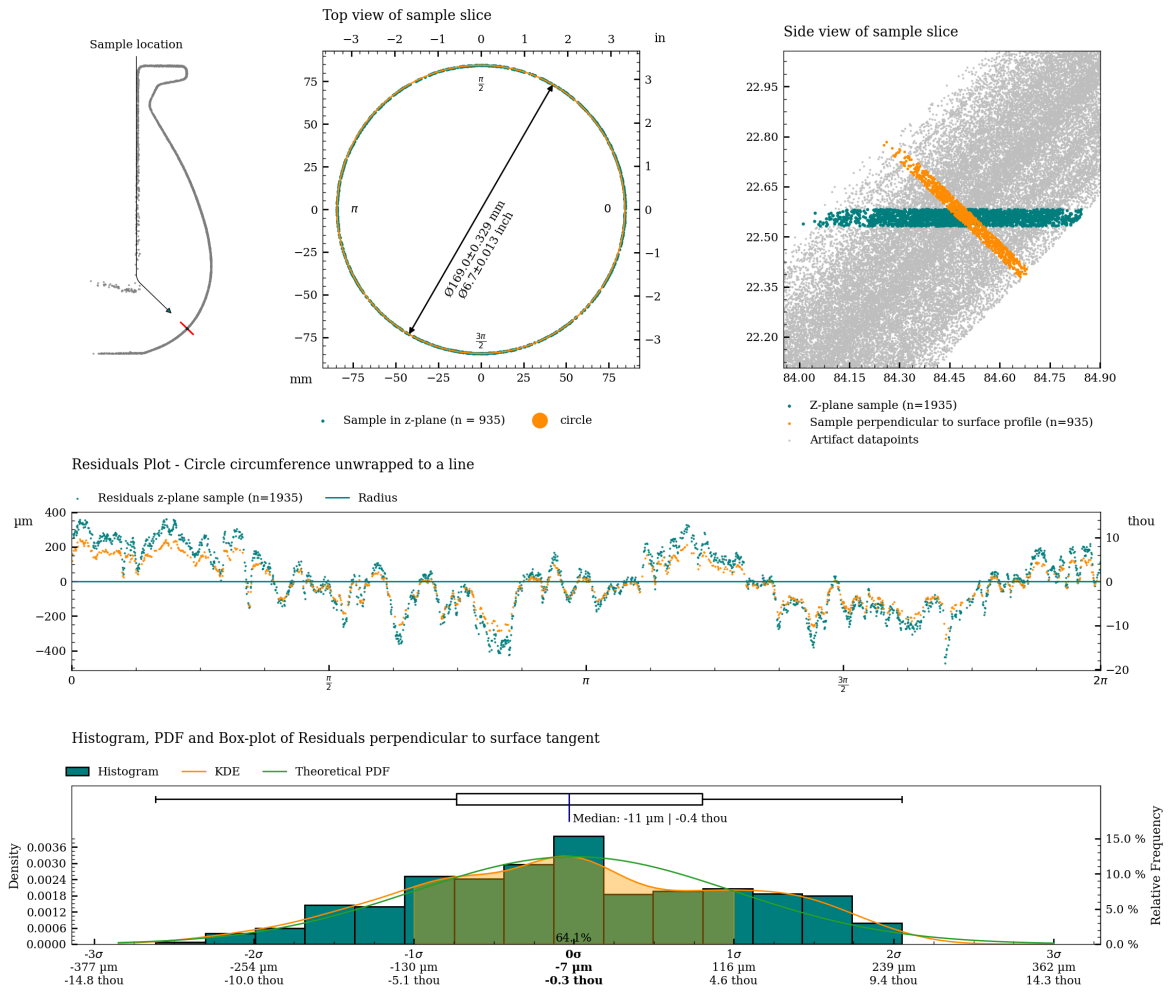 Sample location
Top view of sample slice
−3 −2 −1 0 1 2 3 in
75
50
25
0
−25
−50
−75
3
2
1
0
−1
−2
−3
π/2
π
0
3π/2
Ø169.0±0.329 mm
Ø6.7±0.013 inch
mm −75 −50 −25 0 25 50 75
Sample in z-plane (n = 935) circle
Side view of sample slice
22.95
22.80
22.65
22.50
22.35
22.20
84.00 84.15 84.30 84.45 84.60 84.75 84.90
Z-plane sample (n=1935)
Sample perpendicular to surface profile (n=935)
Artifact datapoints
Residuals Plot - Circle circumference unwrapped to a line
Residuals z-plane sample (n=1935) Radius
µm
400
200
0
−200
−400
thou
10
0
−10
−20
0 π/2 π 3π/2 2π
Histogram, PDF and Box-plot of Residuals perpendicular to surface tangent
Histogram KDE Theoretical PDF
Median: -11 µm | -0.4 thou
Density
0.0036
0.0030
0.0024
0.0018
0.0012
0.0006
0.0000
Relative Frequency
15.0 %
10.0 %
5.0 %
0.0 %
64.1%
-3σ -2σ -1σ 0σ 1σ 2σ 3σ
-377 µm -254 µm -130 µm -7 µm 116 µm 239 µm 362 µm
-14.8 thou -10.0 thou -5.1 thou -0.3 thou 4.6 thou 9.4 thou 14.3 thou